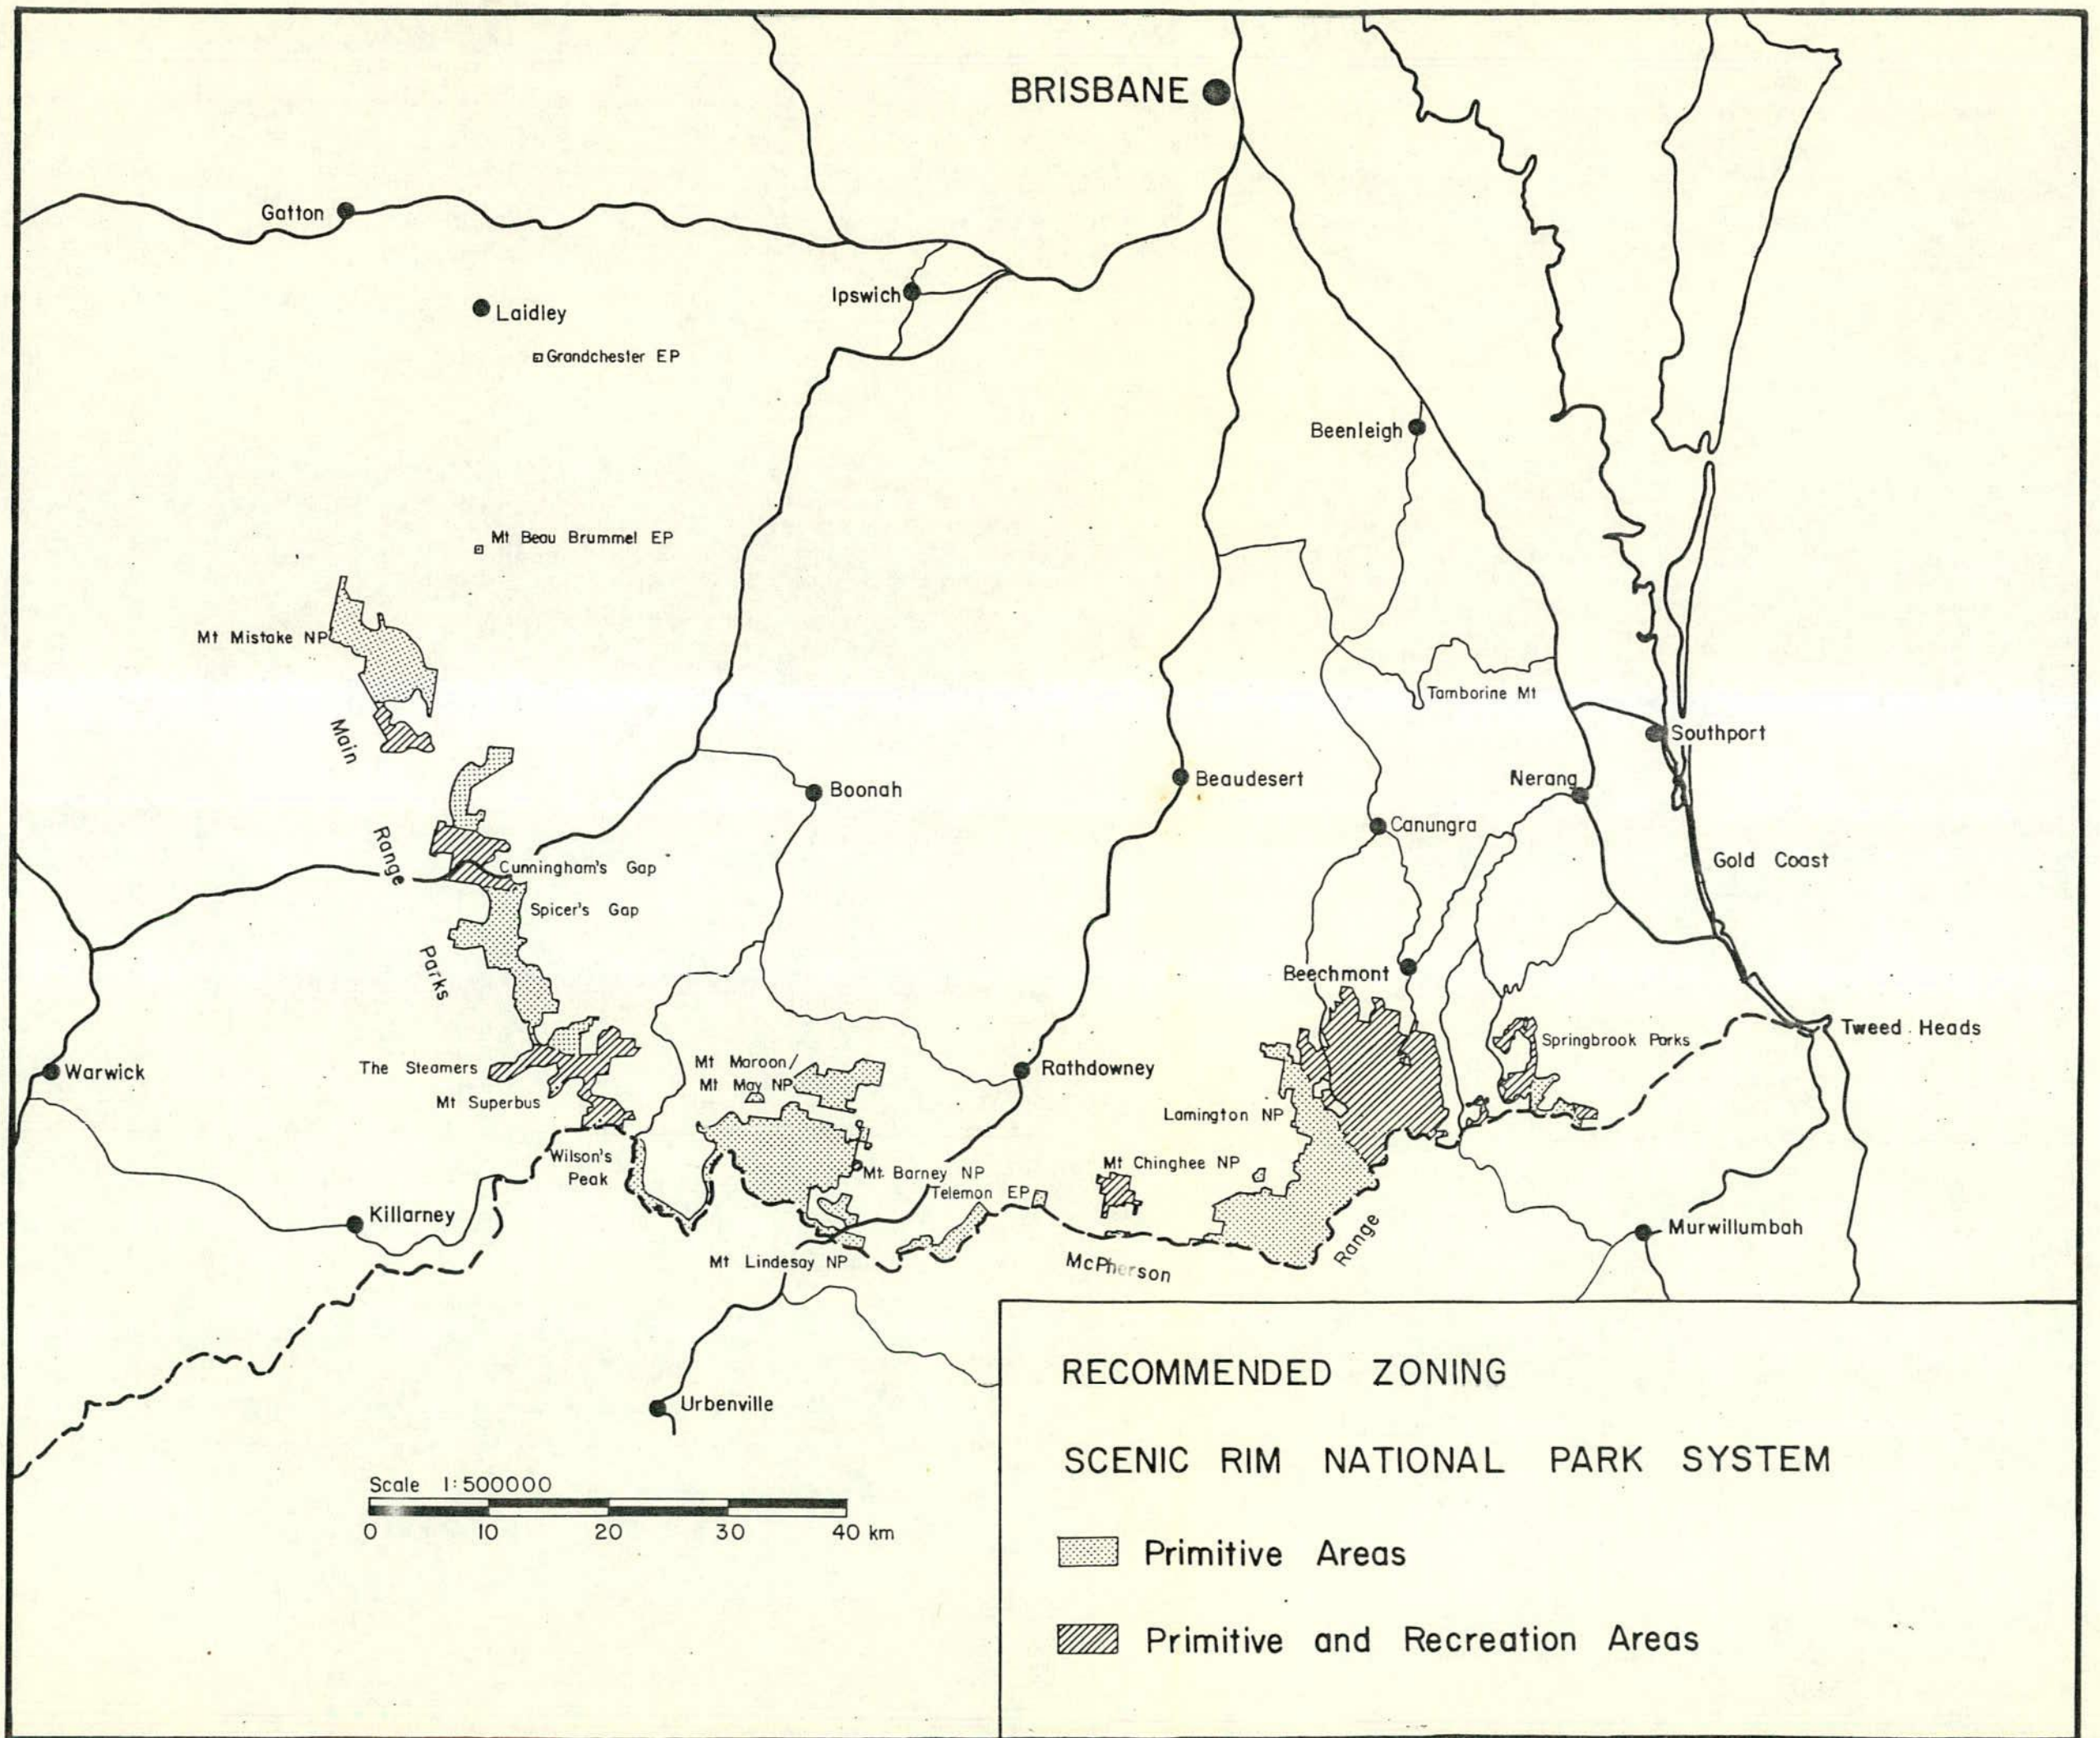 BRISBANE
Gatton
Ipswich
Laidley
Grandchester EP
Beenleigh
Mt Beau Brummel EP
Mt Mistake NP
Tamborine Mt
Main
Southport
Nerang
Beaudesert
Boonah
Canungra
Range
Gold Coast
Cunningham's Gap
Spicer's Gap
Parks
Beechmont
Tweed Heads
Springbrook Parks
The Steamers
Mt Maroon/
Mt May NP
Rathdowney
Warwick
Mt Superbus
Lamington NP
Wilson's
Peak
Mt Barney NP
Mt Chinghee NP
Telemon EP
Killarney
Murwillumbah
Mt Lindesay NP
McPherson
Range
Urbenville
Scale 1:500000
0 10 20 30 40 km
RECOMMENDED ZONING
SCENIC RIM NATIONAL PARK SYSTEM
Primitive Areas
Primitive and Recreation Areas